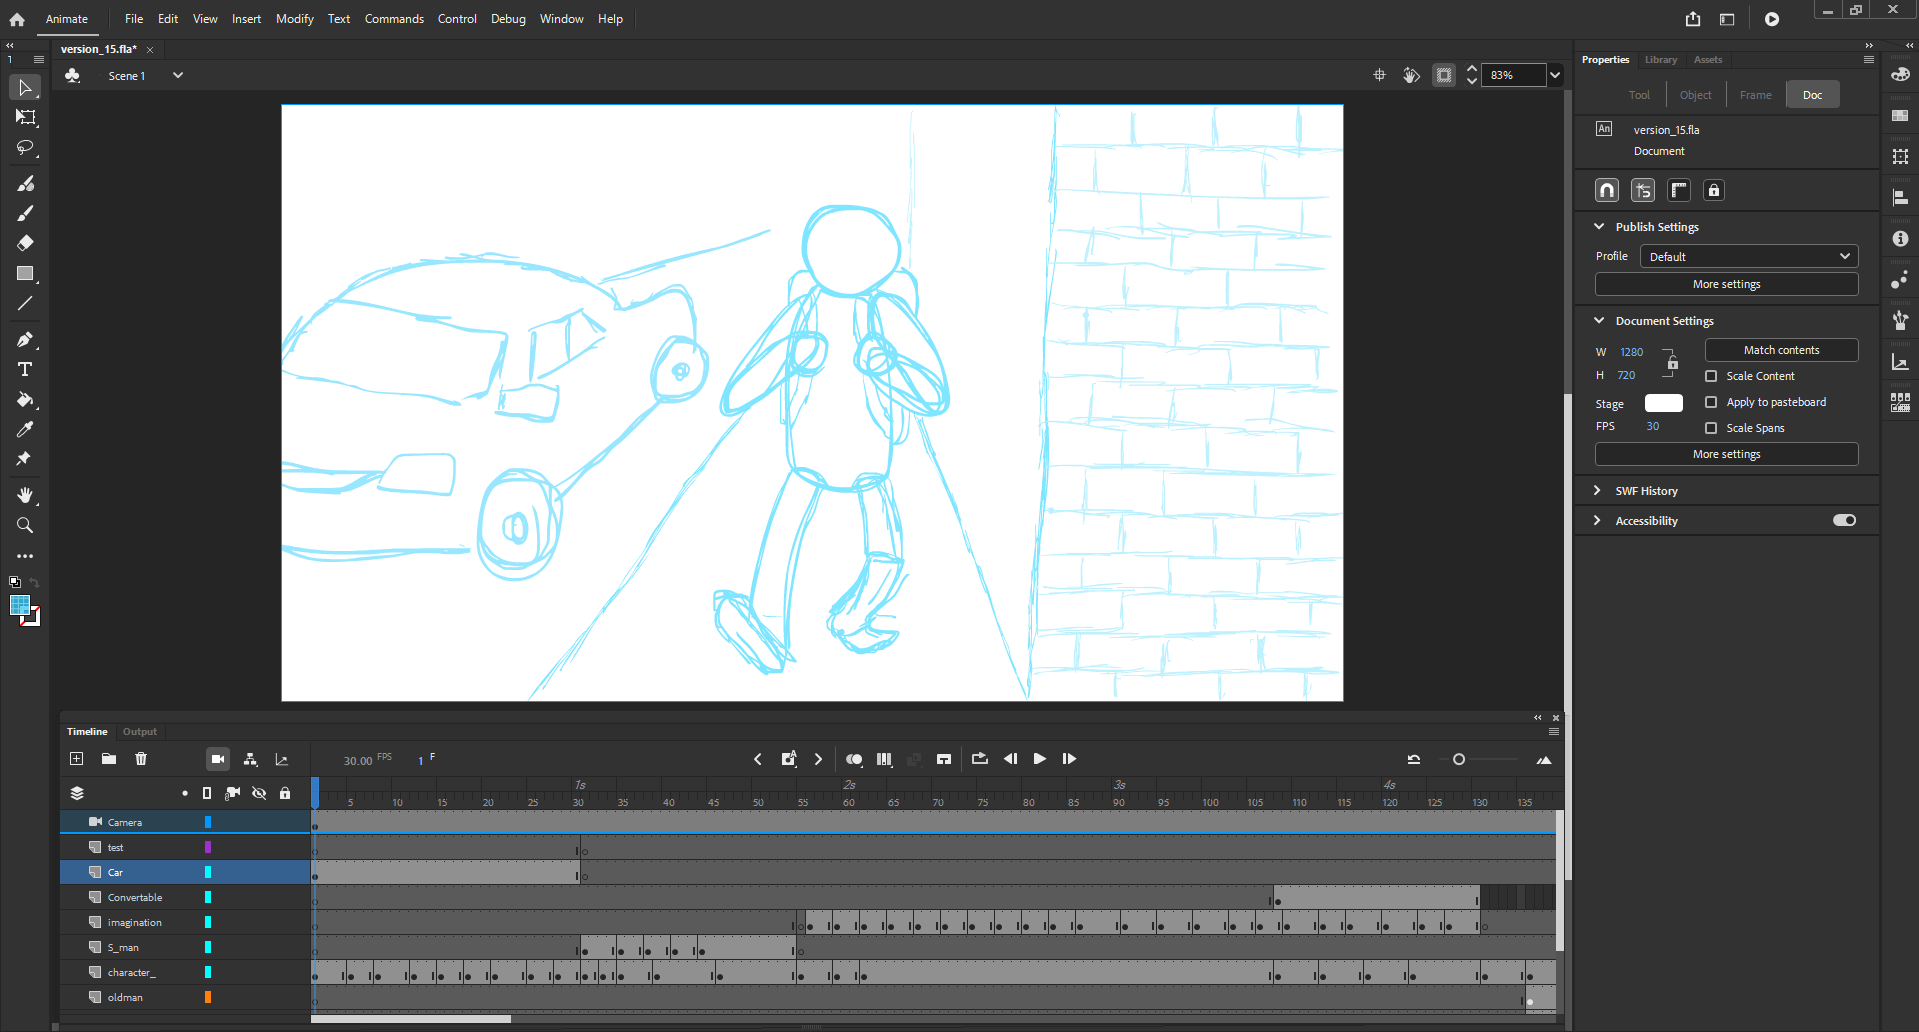 Animate File Edit View Insert Modify Text Commands Control Debug Window Help
version_15.fla*
1
Scene 1
83%
Properties Library Assets
Tool Object Frame Doc
An version_15.fla
Document
Publish Settings
Profile Default
More settings
Document Settings
W 1280 Match contents
H 720 Scale Content
Stage Apply to pasteboard
FPS 30 Scale Spans
More settings
SWF History
Accessibility
Timeline Output
30.00 FPS 1 F
1s 2s 3s 4s
5 10 15 20 25 30 35 40 45 50 55 60 65 70 75 80 85 90 95 100 105 110 115 120 125 130 135
Camera
test
Car
Convertable
imagination
S_man
character_
oldman